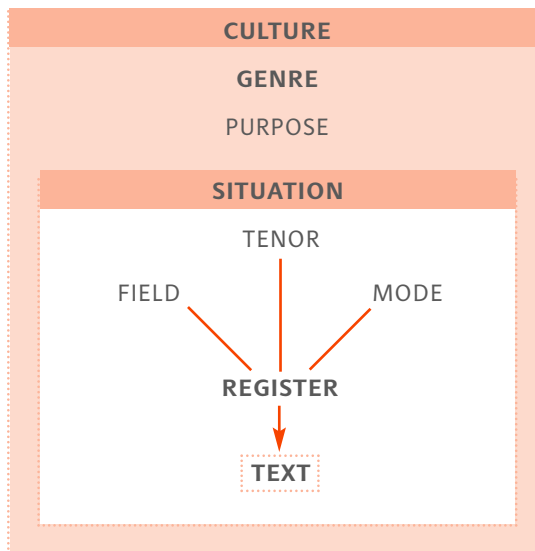 CULTURE
GENRE
PURPOSE
SITUATION
TENOR
FIELD MODE
REGISTER
TEXT